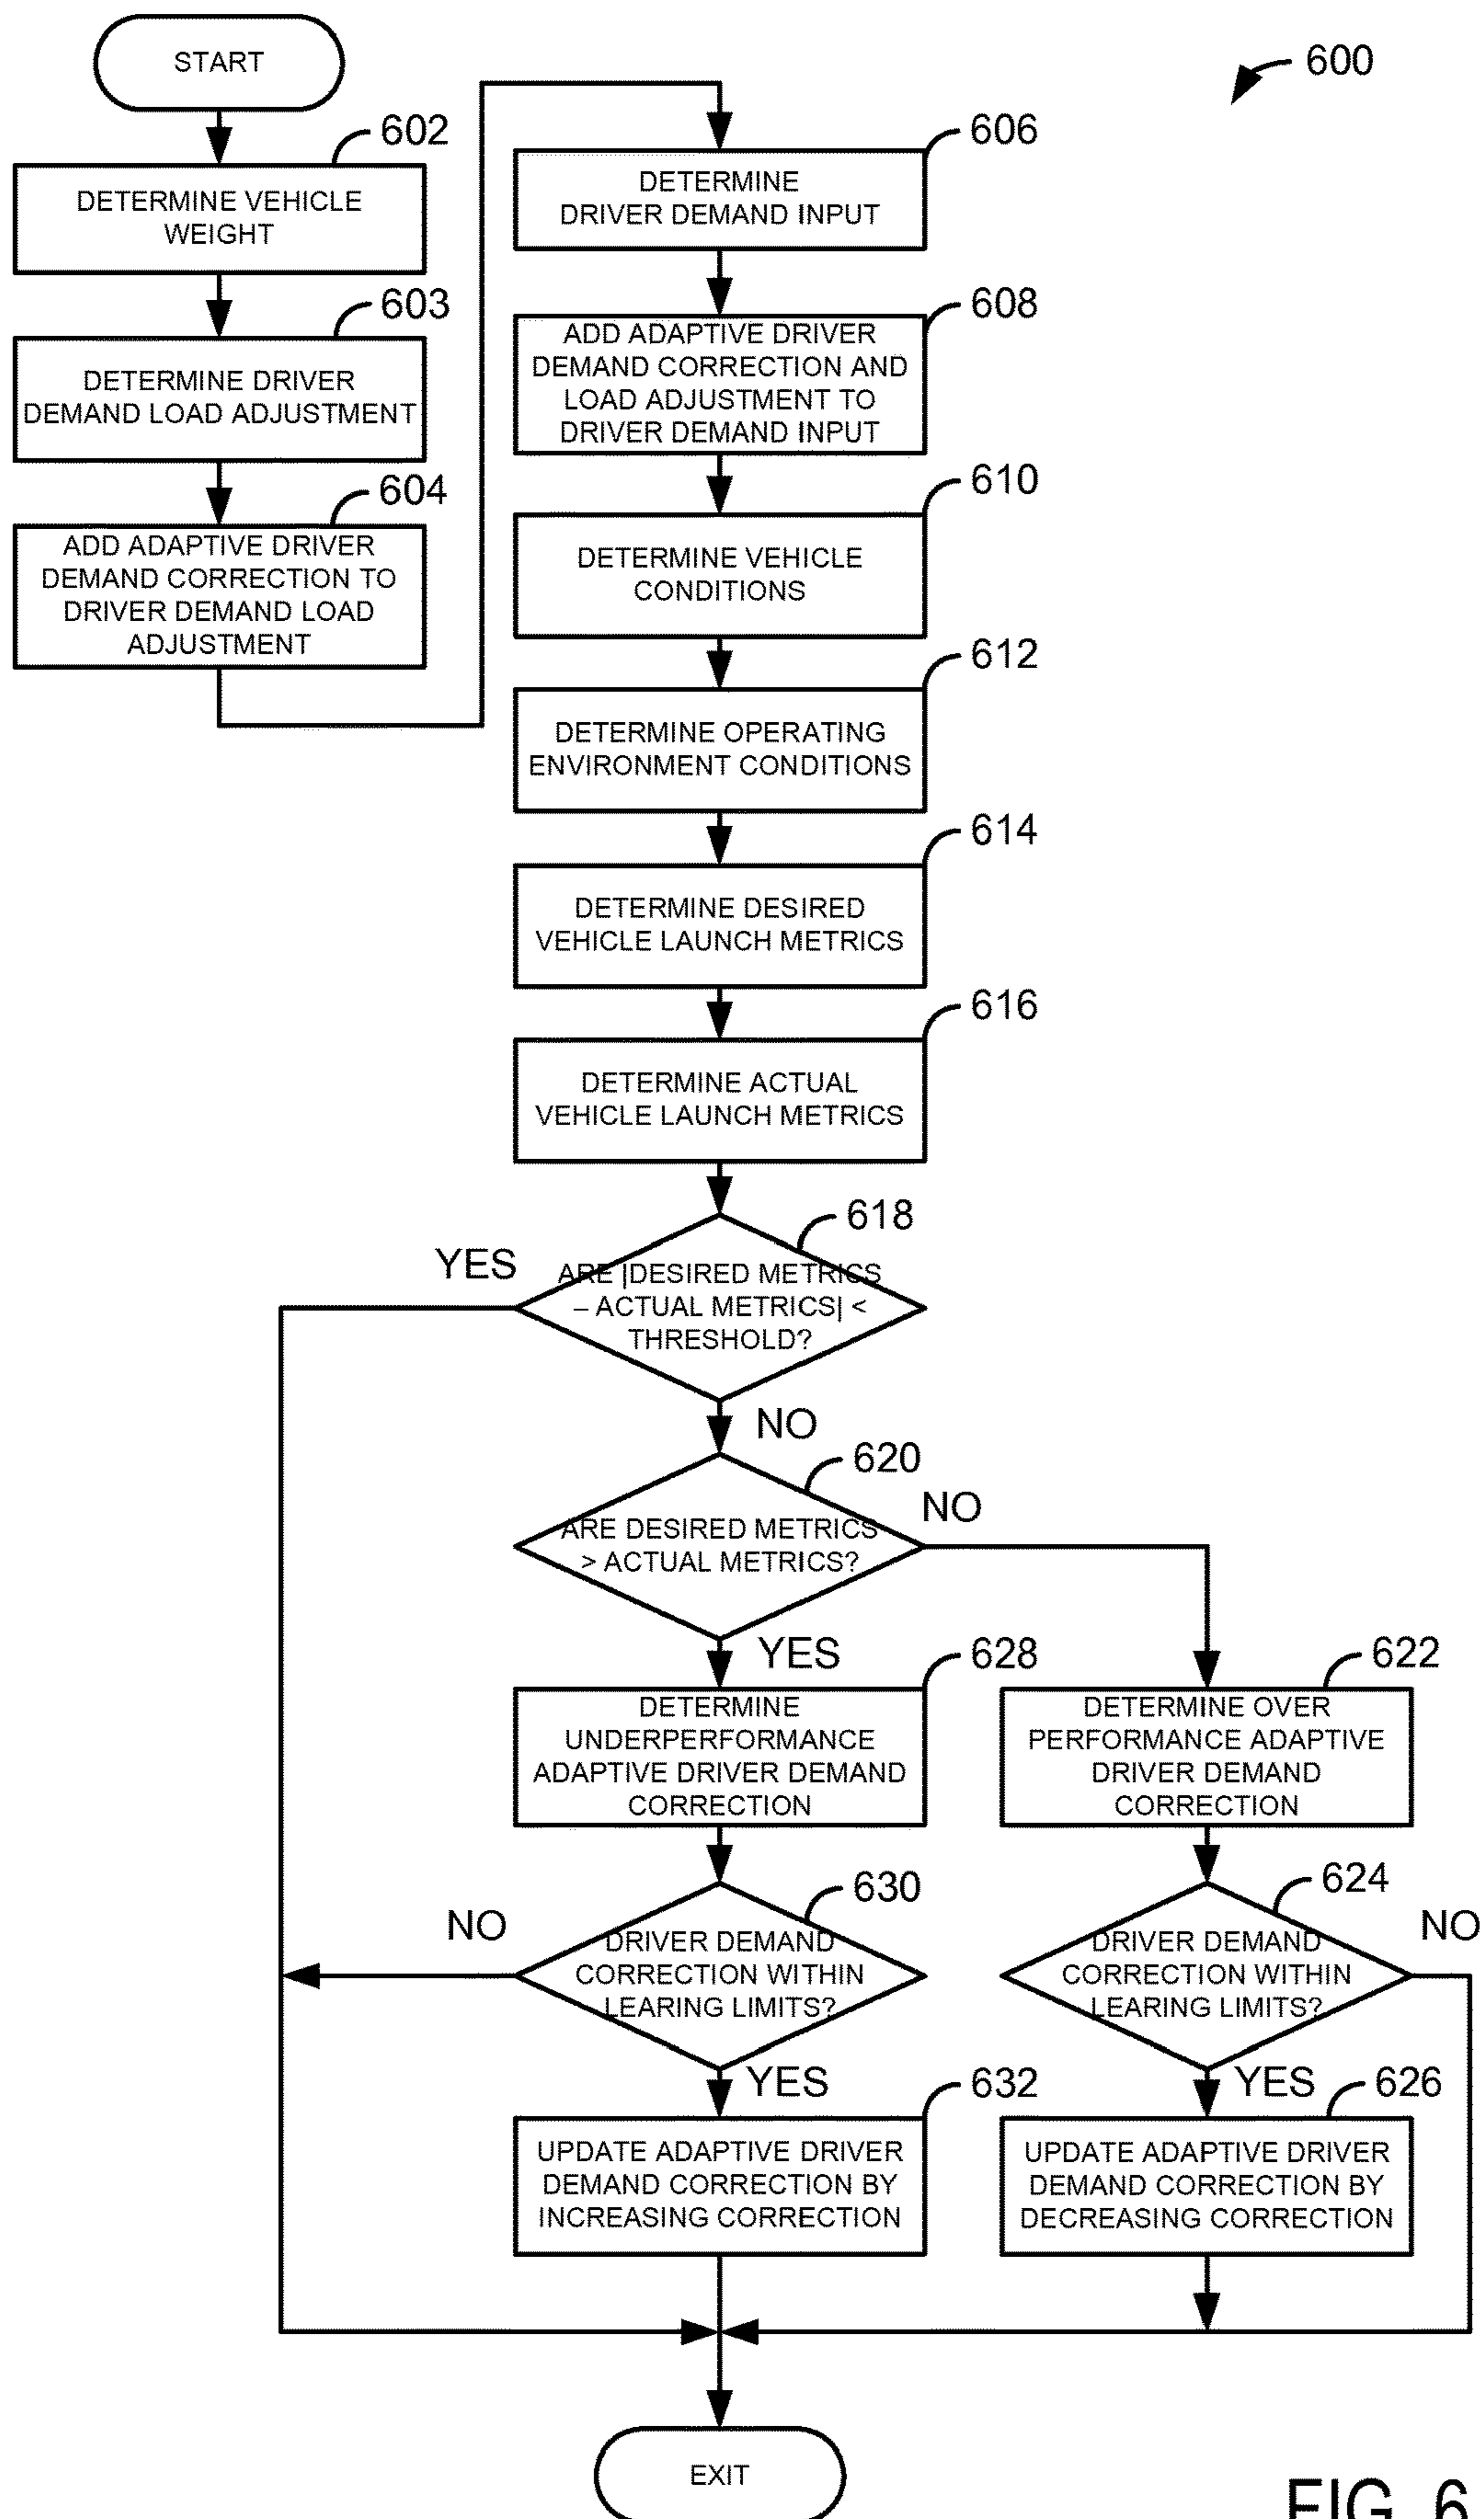 START
600
602
DETERMINE VEHICLE
WEIGHT
603
DETERMINE DRIVER
DEMAND LOAD ADJUSTMENT
604
ADD ADAPTIVE DRIVER
DEMAND CORRECTION TO
DRIVER DEMAND LOAD
ADJUSTMENT
606
DETERMINE
DRIVER DEMAND INPUT
608
ADD ADAPTIVE DRIVER
DEMAND CORRECTION AND
LOAD ADJUSTMENT TO
DRIVER DEMAND INPUT
610
DETERMINE VEHICLE
CONDITIONS
612
DETERMINE OPERATING
ENVIRONMENT CONDITIONS
614
DETERMINE DESIRED
VEHICLE LAUNCH METRICS
616
DETERMINE ACTUAL
VEHICLE LAUNCH METRICS
618
YES
ARE |DESIRED METRICS
– ACTUAL METRICS| <
THRESHOLD?
NO
620
NO
ARE DESIRED METRICS
> ACTUAL METRICS?
YES
628
DETERMINE
UNDERPERFORMANCE
ADAPTIVE DRIVER DEMAND
CORRECTION
622
DETERMINE OVER
PERFORMANCE ADAPTIVE
DRIVER DEMAND
CORRECTION
630
NO
DRIVER DEMAND
CORRECTION WITHIN
LEARING LIMITS?
YES
624
NO
DRIVER DEMAND
CORRECTION WITHIN
LEARING LIMITS?
YES
632
UPDATE ADAPTIVE DRIVER
DEMAND CORRECTION BY
INCREASING CORRECTION
626
UPDATE ADAPTIVE DRIVER
DEMAND CORRECTION BY
DECREASING CORRECTION
EXIT
FIG. 6